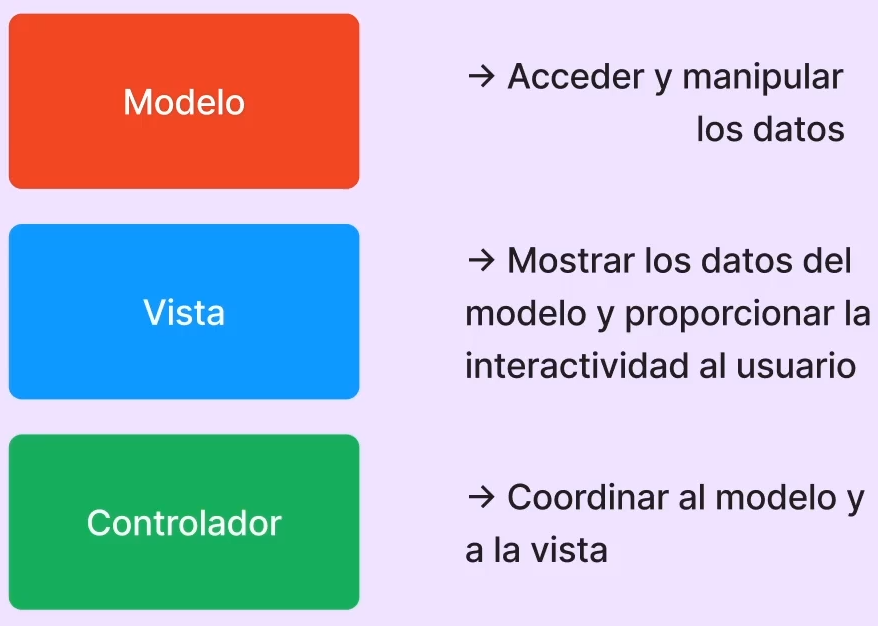 Modelo
→ Acceder y manipular
los datos
Vista
→ Mostrar los datos del
modelo y proporcionar la
interactividad al usuario
Controlador
→ Coordinar al modelo y
a la vista